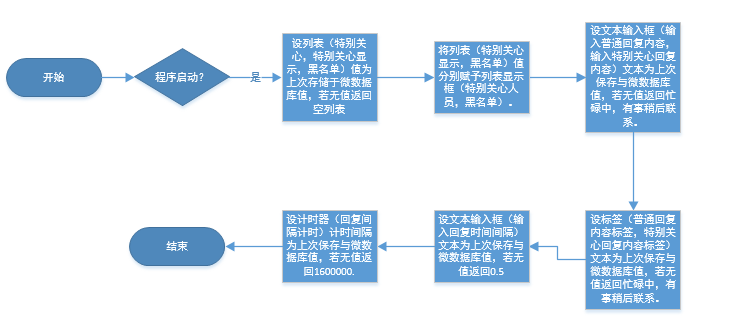 开始
程序启动？
是
设列表（特别关
心，特别关心显
示，黑名单）值为
上次存储于微数据
库值，若无值返回
空列表
将列表（特别关心
显示，黑名单）值
分别赋予列表显示
框（特别关心人
员，黑名单）。
设文本输入框（输
入普通回复内容，
输入特别关心回复
内容）文本为上次
保存与微数据库
值，若无值返回忙
碌中，有事稍后联
系。
设标签（普通回复
内容标签，特别关
心回复内容标签）
文本为上次保存与
微数据库值，若无
值返回忙碌中，有
事稍后联系。
设文本输入框（输
入回复时间间隔）
文本为上次保存与
微数据库值，若无
值返回0.5
设计时器（回复间
隔计时）计时间隔
为上次保存与微数
据库值，若无值返
回1600000.
结束